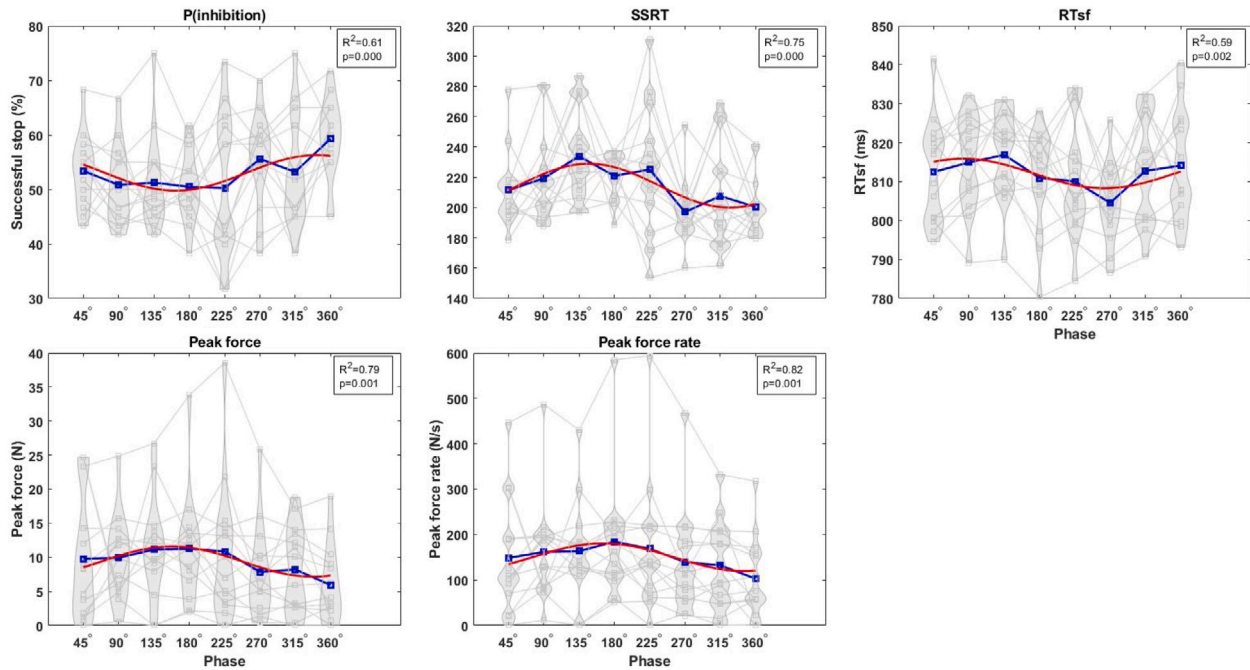 P(inhibition)
R²=0.61
p=0.000
Successful stop (%)
80
70
60
50
40
30
45° 90° 135° 180° 225° 270° 315° 360°
SSRT
R²=0.75
p=0.000
320
300
280
260
240
220
200
180
160
140
45° 90° 135° 180° 225° 270° 315° 360°
RTsf
R²=0.59
p=0.002
RTsf (ms)
850
840
830
820
810
800
790
780
45° 90° 135° 180° 225° 270° 315° 360°
Phase
Peak force
R²=0.79
p=0.001
Peak force (N)
40
35
30
25
20
15
10
5
0
45° 90° 135° 180° 225° 270° 315° 360°
Phase
Peak force rate
R²=0.82
p=0.001
Peak force rate (N/s)
600
500
400
300
200
100
0
45° 90° 135° 180° 225° 270° 315° 360°
Phase